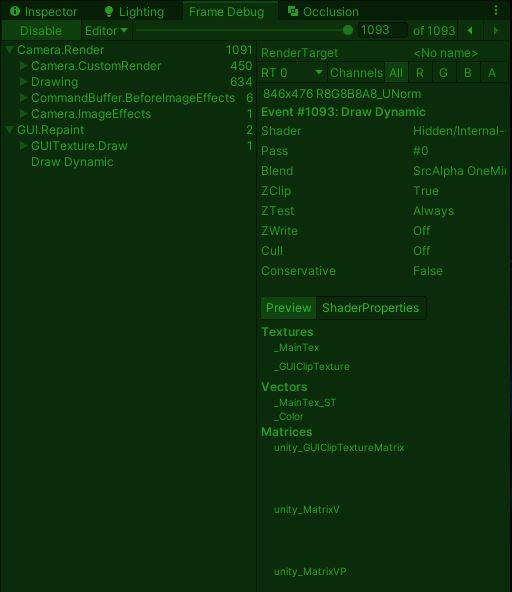 Inspector Lighting Frame Debug Occlusion
Disable Editor 1093 of 1093
Camera.Render 1091
Camera.CustomRender 450
Drawing 634
CommandBuffer.BeforeImageEffects 6
Camera.ImageEffects 1
GUI.Repaint 2
GUITexture.Draw 1
Draw Dynamic
RenderTarget <No name>
RT 0 Channels All R G B A
846x476 R8G8B8A8_UNorm
Event #1093: Draw Dynamic
Shader Hidden/Internal-
Pass #0
Blend SrcAlpha OneMin
ZClip True
ZTest Always
ZWrite Off
Cull Off
Conservative False
Preview ShaderProperties
Textures
_MainTex
_GUIClipTexture
Vectors
_MainTex_ST
_Color
Matrices
unity_GUIClipTextureMatrix
unity_MatrixV
unity_MatrixVP